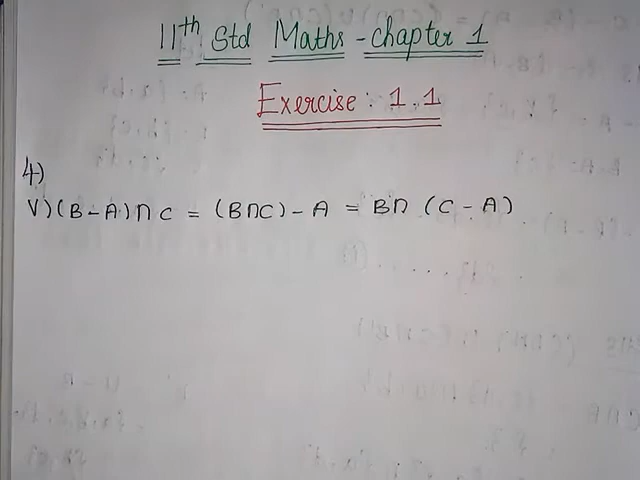 11th Std Maths - chapter 1
Exercise : 1.1
4)
V) (B - A) ∩ C = (B∩C) - A = B∩ (C - A)